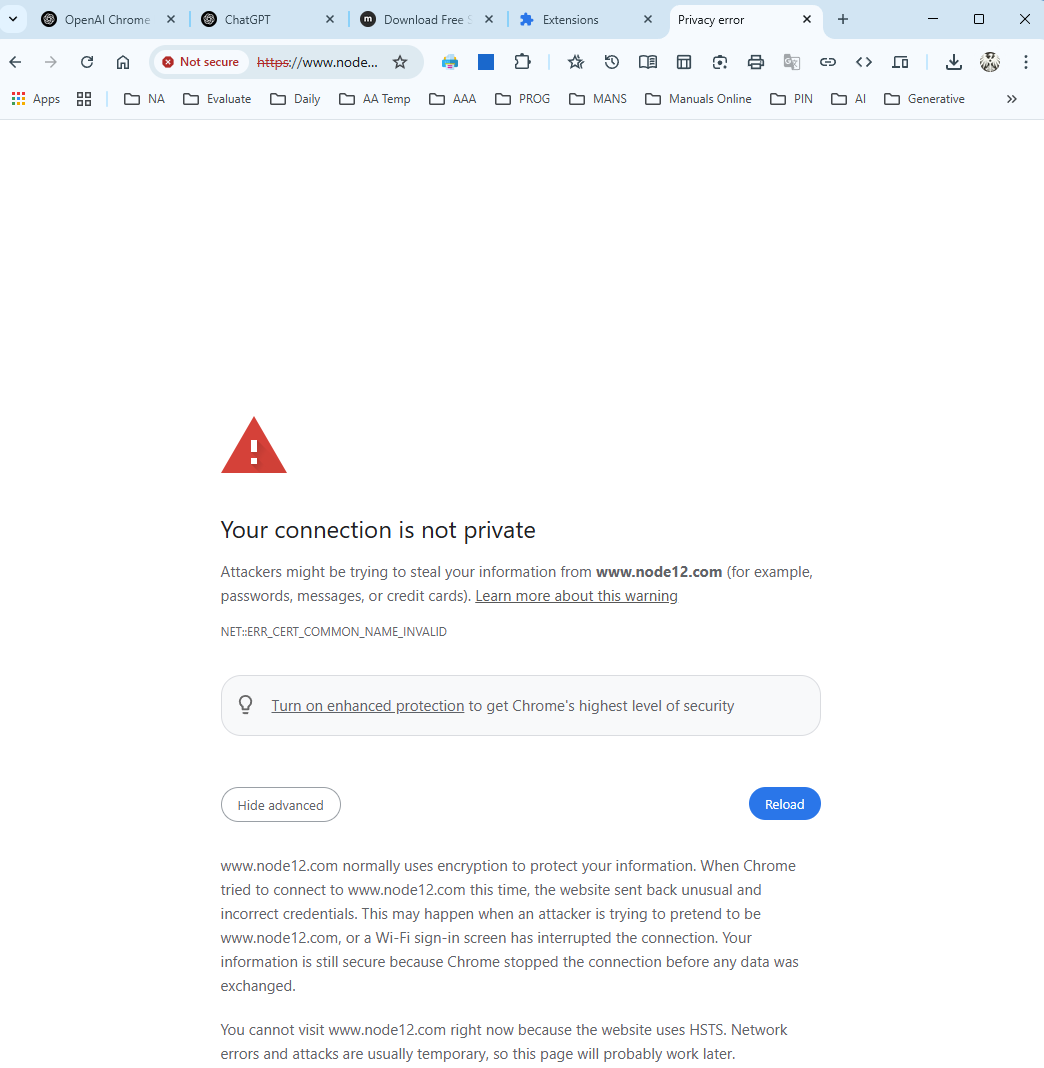 OpenAI Chrome
ChatGPT
Download Free S
Extensions
Privacy error
Not secure https://www.node...
Apps NA Evaluate Daily AA Temp AAA PROG MANS Manuals Online PIN AI Generative
Your connection is not private
Attackers might be trying to steal your information from www.node12.com (for example,
passwords, messages, or credit cards). Learn more about this warning
NET::ERR_CERT_COMMON_NAME_INVALID
Turn on enhanced protection to get Chrome's highest level of security
Hide advanced
Reload
www.node12.com normally uses encryption to protect your information. When Chrome
tried to connect to www.node12.com this time, the website sent back unusual and
incorrect credentials. This may happen when an attacker is trying to pretend to be
www.node12.com, or a Wi-Fi sign-in screen has interrupted the connection. Your
information is still secure because Chrome stopped the connection before any data was
exchanged.
You cannot visit www.node12.com right now because the website uses HSTS. Network
errors and attacks are usually temporary, so this page will probably work later.